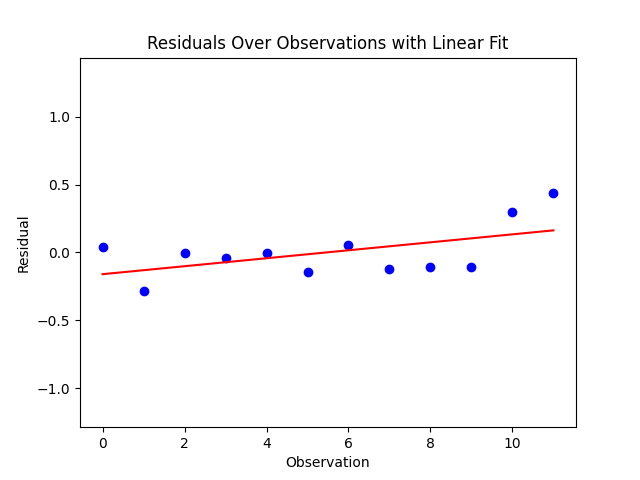 Residuals Over Observations with Linear Fit
1.0
0.5
0.0
−0.5
−1.0
Residual
0 2 4 6 8 10
Observation